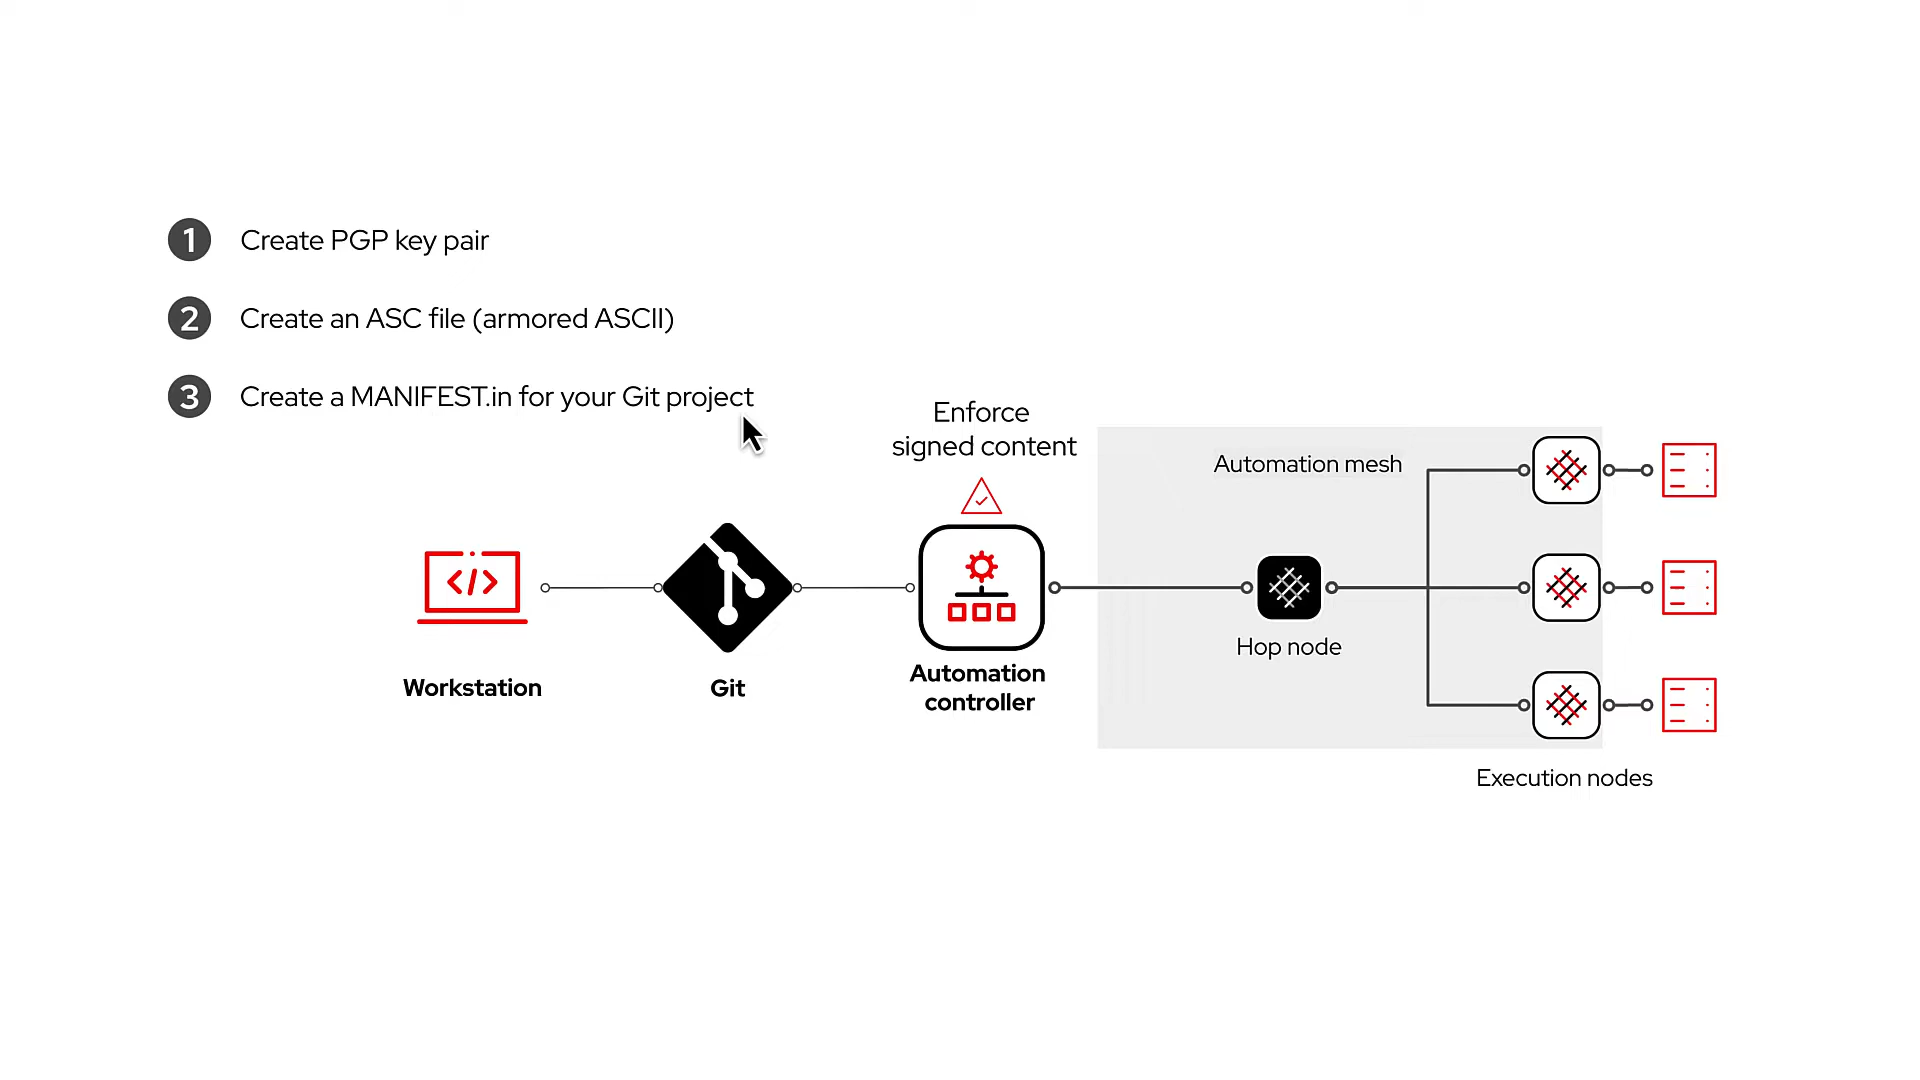 1 Create PGP key pair
2 Create an ASC file (armored ASCII)
3 Create a MANIFEST.in for your Git project
Enforce
signed content
Automation mesh
Hop node
Workstation
Git
Automation
controller
Execution nodes